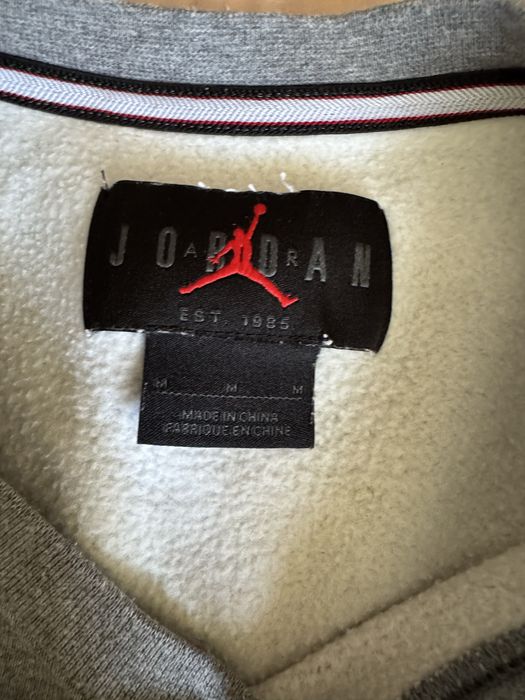 JORDAN
AIR
EST. 1985
M M M
MADE IN CHINA
FABRIQUE EN CHINE